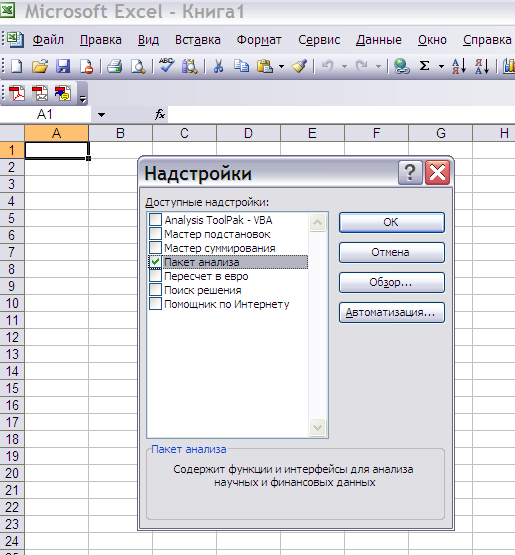 Microsoft Excel - Книга1
Файл Правка Вид Вставка Формат Сервис Данные Окно Справка
ABC Σ А Я Я А
A1 fx
A B C D E F G H
1
2
3
4
5
6
7
8
9
10
11
12
13
14
15
16
17
18
19
20
21
22
23
24
25
Надстройки
Доступные надстройки:
Analysis ToolPak - VBA
Мастер подстановок
Мастер суммирования
Пакет анализа
Пересчет в евро
Поиск решения
Помощник по Интернету
OK
Отмена
Обзор...
Автоматизация...
Пакет анализа
Содержит функции и интерфейсы для анализа
научных и финансовых данных